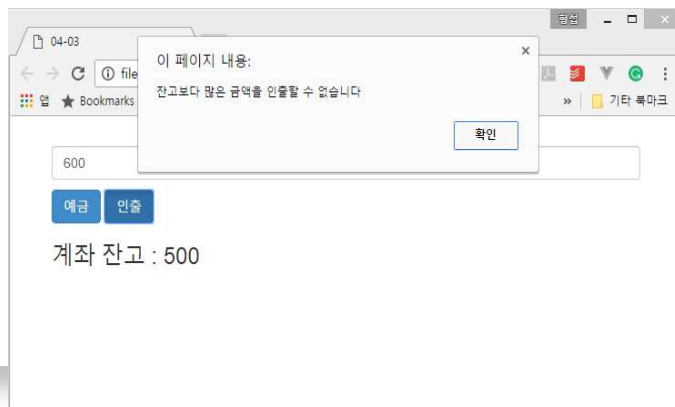 형섭
04-03
이 페이지 내용:
잔고보다 많은 금액을 인출할 수 없습니다
확인
file
앱 Bookmarks
» 기타 북마크
600
예금 인출
계좌 잔고 : 500